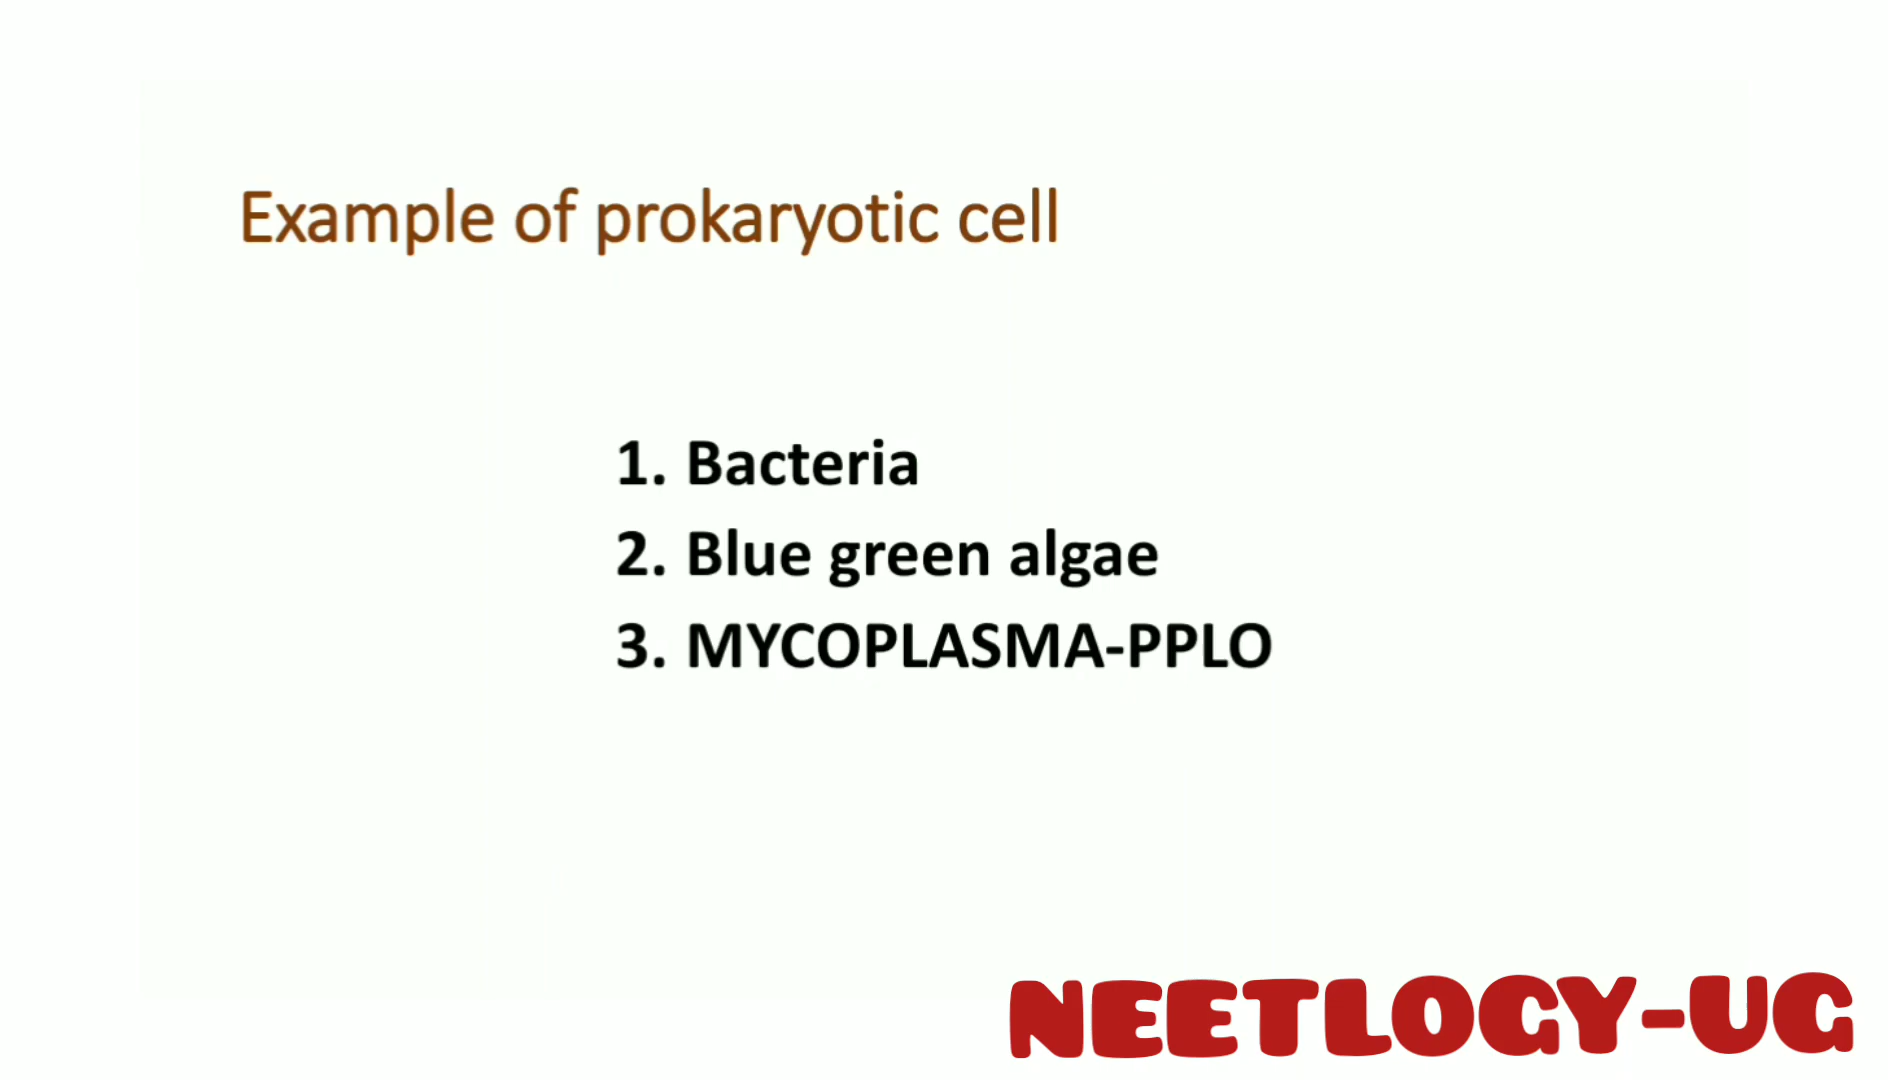 Example of prokaryotic cell
1. Bacteria
2. Blue green algae
3. MYCOPLASMA-PPLO
NEETLOGY-UG